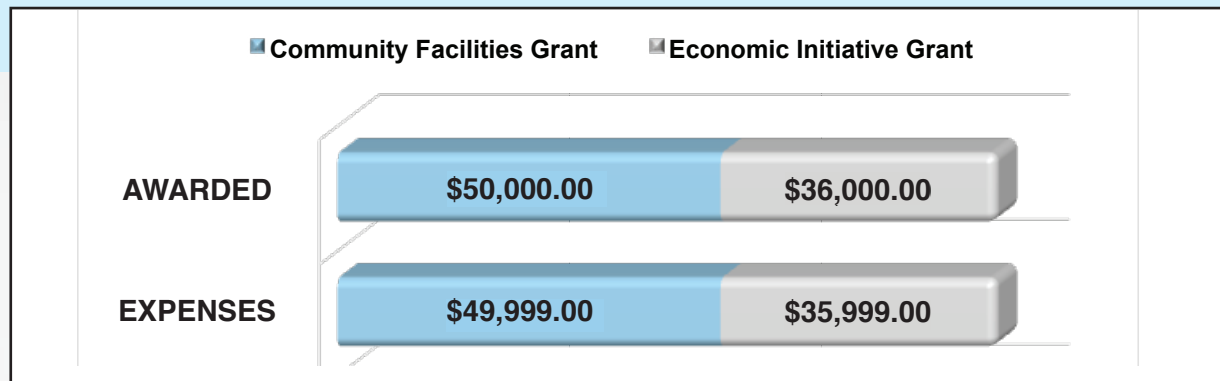 Community Facilities Grant Economic Initiative Grant
AWARDED $50,000.00 $36,000.00
EXPENSES $49,999.00 $35,999.00